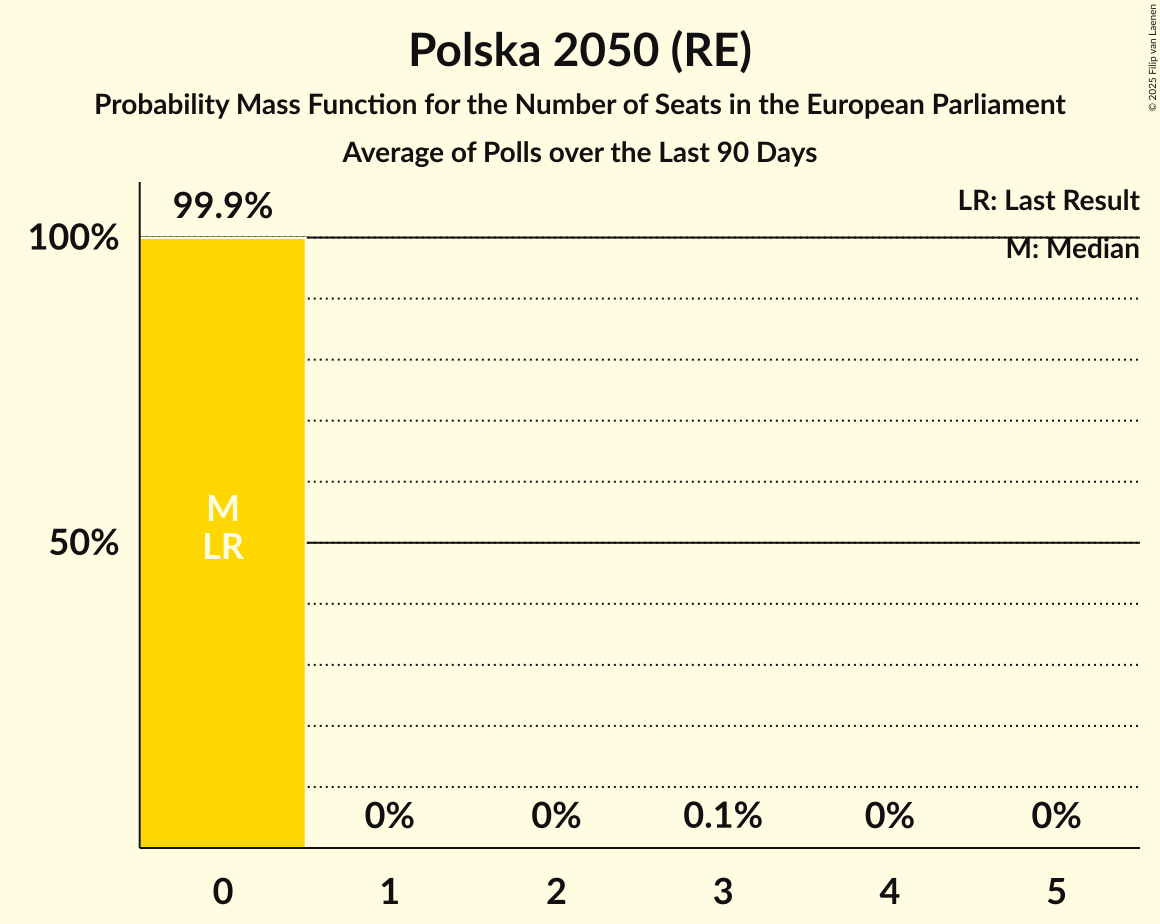 Polska 2050 (RE)
Probability Mass Function for the Number of Seats in the European Parliament
Average of Polls over the Last 90 Days
© 2025 Filip van Laenen
LR: Last Result
M: Median
99.9%
100%
50%
M
LR
0%
0%
0.1%
0%
0%
0
1
2
3
4
5